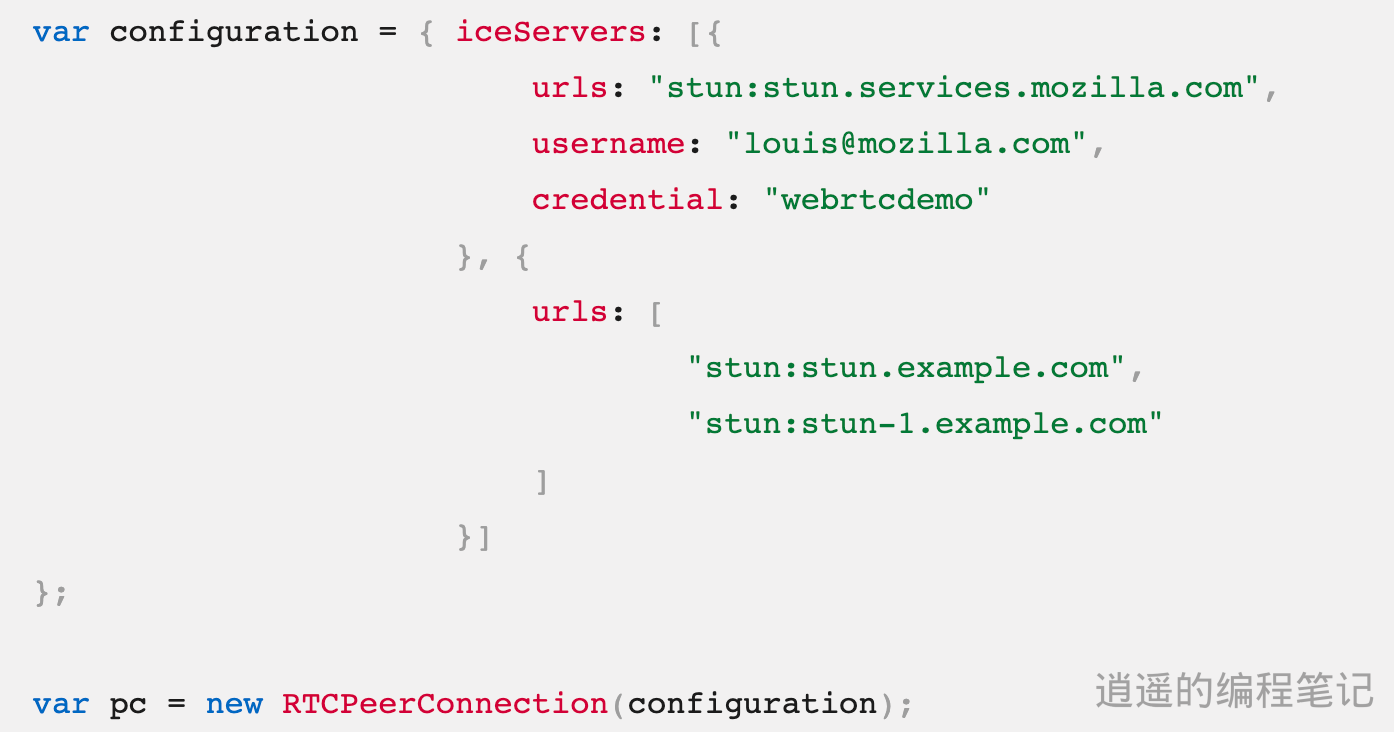 var configuration = { iceServers: [{
urls: "stun:stun.services.mozilla.com",
username: "louis@mozilla.com",
credential: "webrtcdemo"
}, {
urls: [
"stun:stun.example.com",
"stun:stun-1.example.com"
]
}]
};
var pc = new RTCPeerConnection(configuration);
逍遥的编程笔记